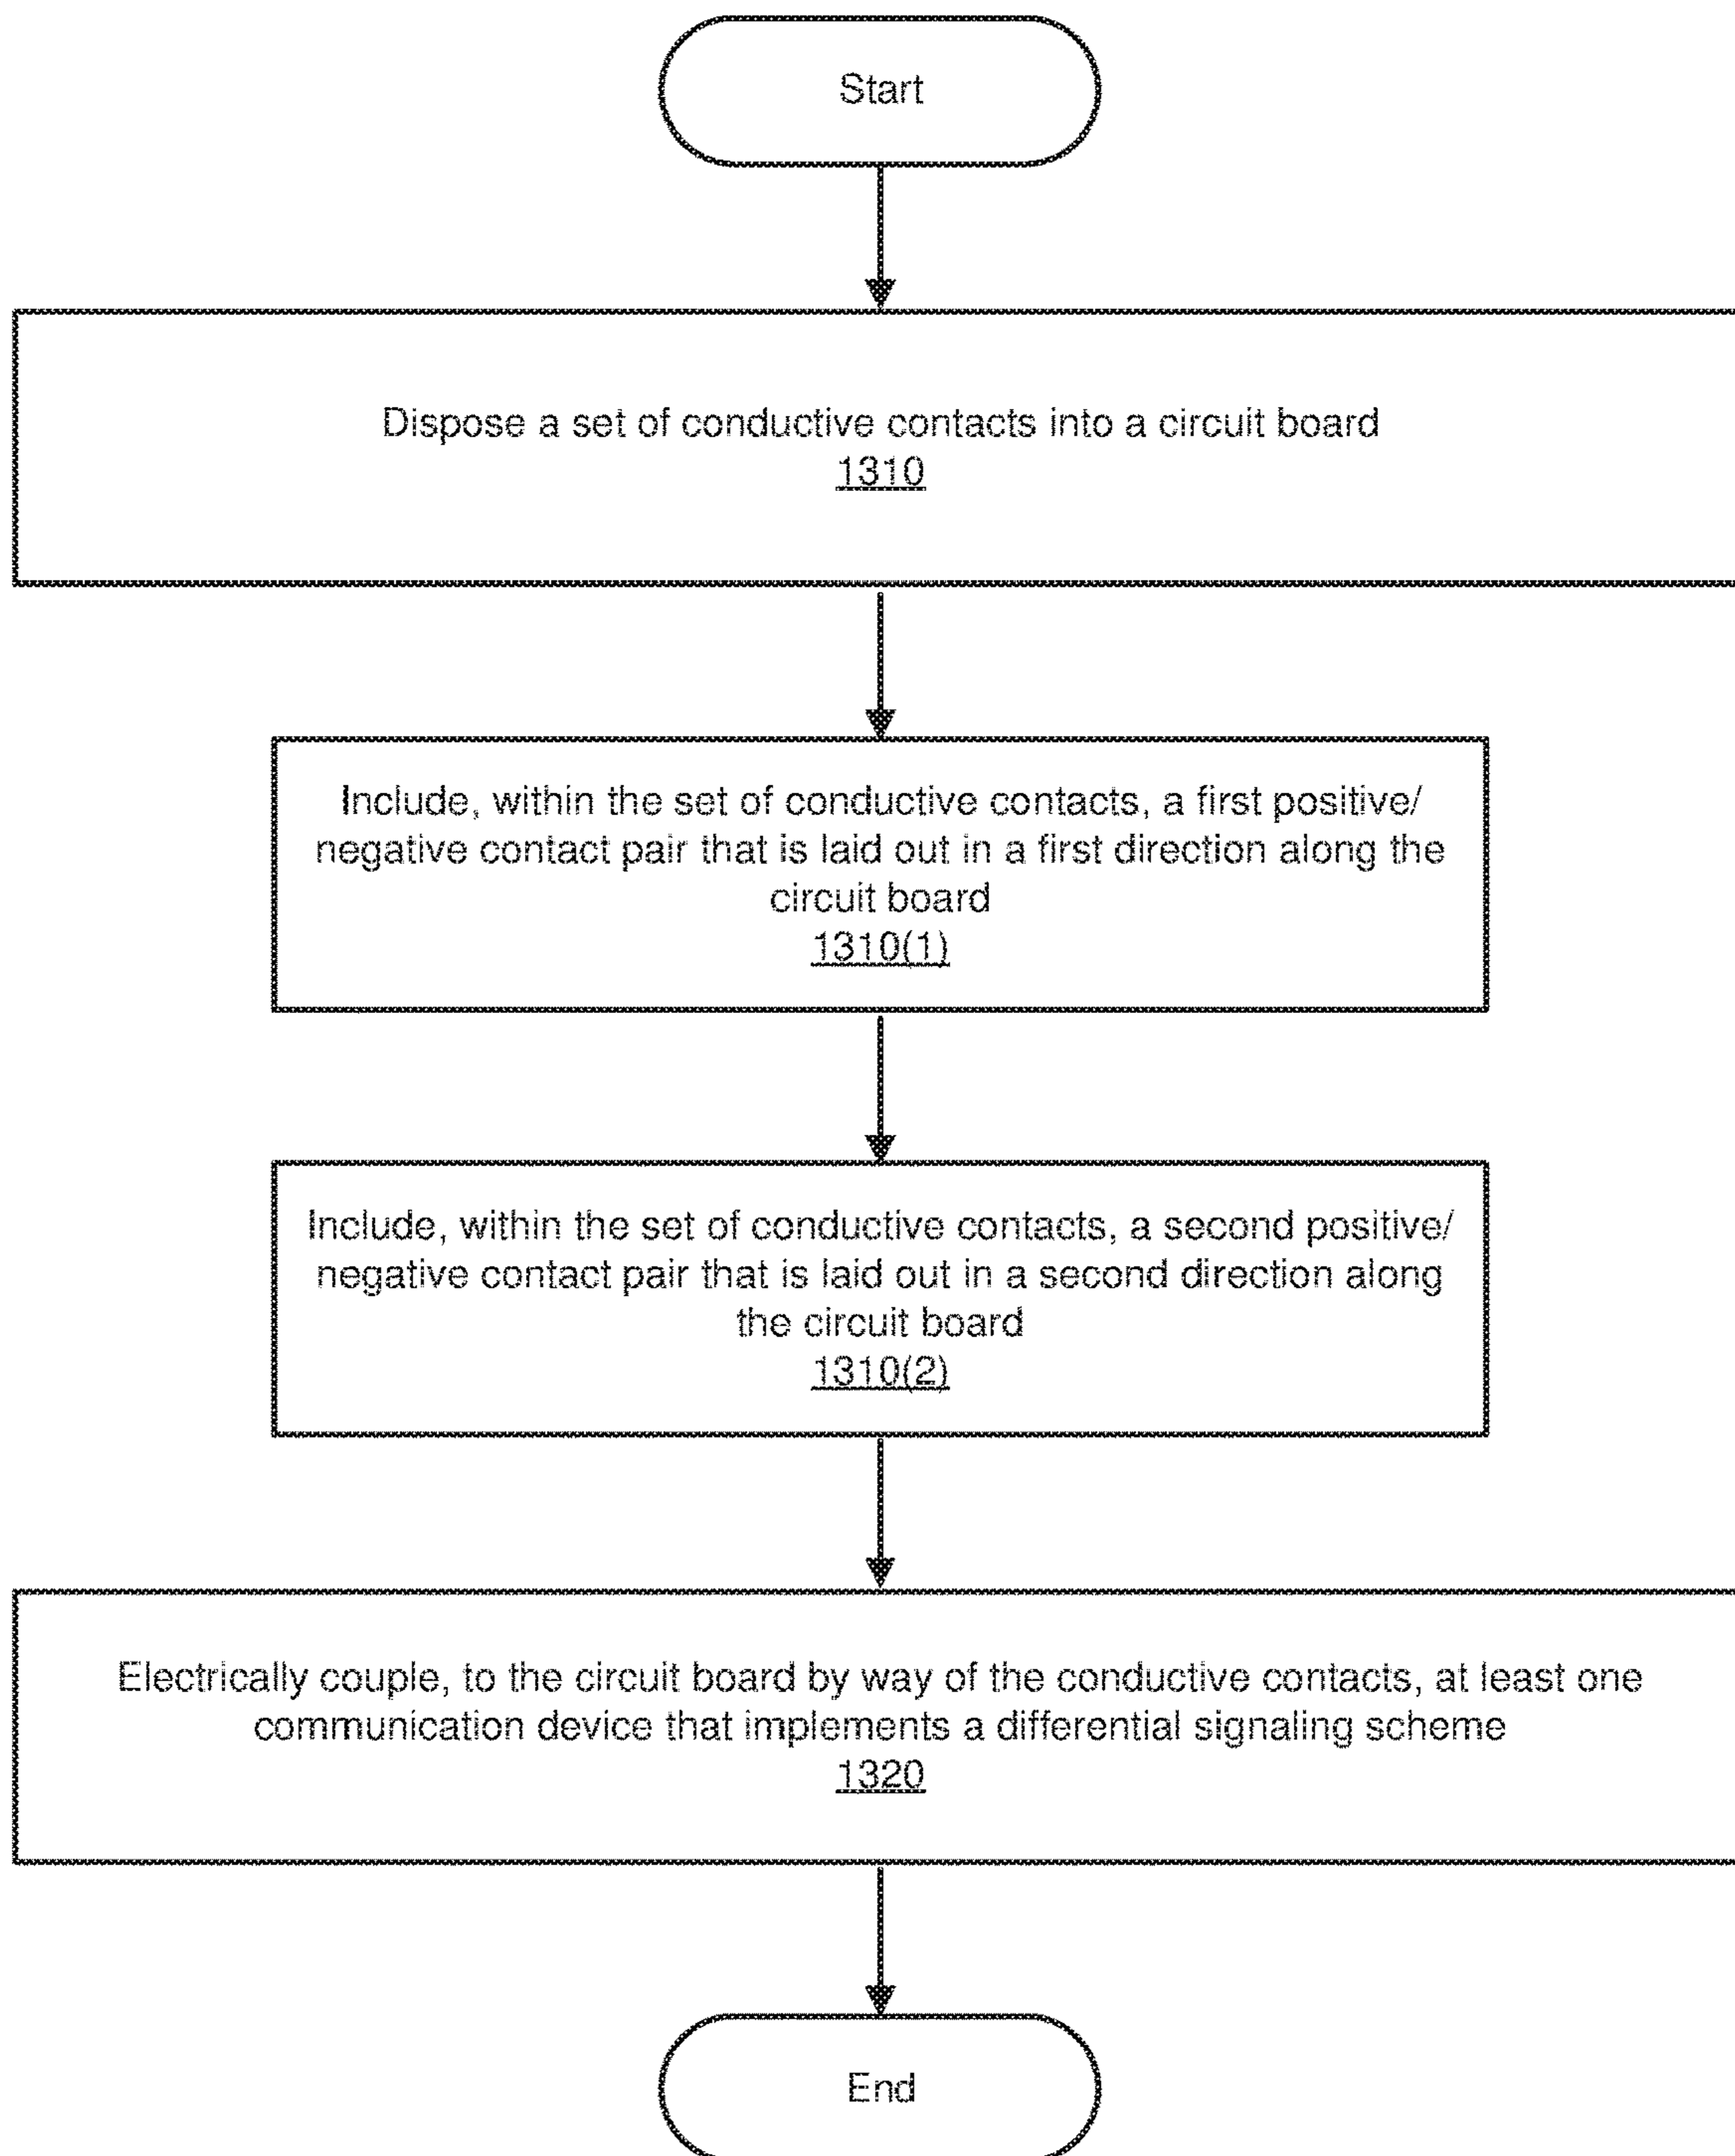 Start
Dispose a set of conductive contacts into a circuit board
1310
Include, within the set of conductive contacts, a first positive/
negative contact pair that is laid out in a first direction along the
circuit board
1310(1)
Include, within the set of conductive contacts, a second positive/
negative contact pair that is laid out in a second direction along
the circuit board
1310(2)
Electrically couple, to the circuit board by way of the conductive contacts, at least one
communication device that implements a differential signaling scheme
1320
End